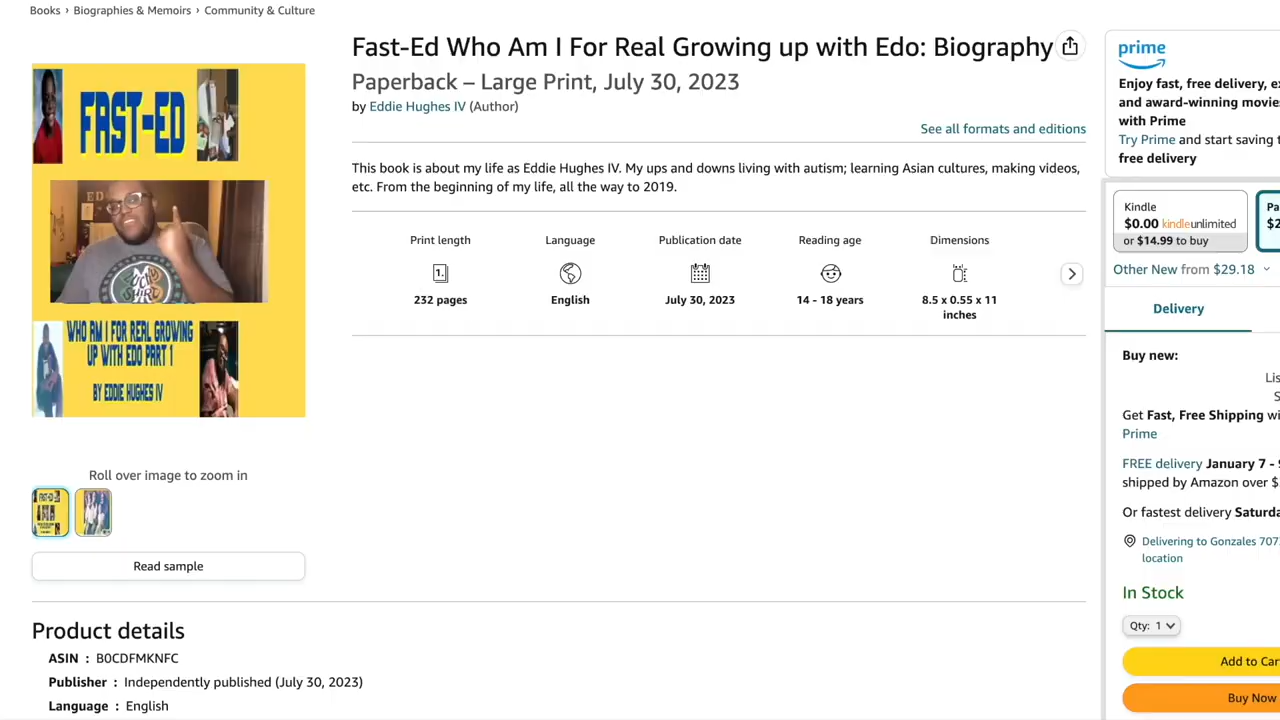 Books › Biographies & Memoirs › Community & Culture
Fast-Ed Who Am I For Real Growing up with Edo: Biography
Paperback – Large Print, July 30, 2023
by Eddie Hughes IV (Author)
See all formats and editions
This book is about my life as Eddie Hughes IV. My ups and downs living with autism; learning Asian cultures, making videos,
etc. From the beginning of my life, all the way to 2019.
Print length
1.
232 pages
Language
English
Publication date
July 30, 2023
Reading age
14 - 18 years
Dimensions
8.5 x 0.55 x 11
inches
FAST-ED
ED
MY
OCD
SHIRT
WHO AM I FOR REAL GROWING
UP WITH EDO PART 1
BY EDDIE HUGHES IV
Roll over image to zoom in
Read sample
Product details
ASIN : B0CDFMKNFC
Publisher : Independently published (July 30, 2023)
Language : English
prime
Enjoy fast, free delivery,
and award-winning movie
with Prime
Try Prime and start saving
free delivery
Kindle
$0.00 kindleunlimited
or $14.99 to buy
Pa
$2
Other New from $29.18
Delivery
Buy new:
Lis
S
Get Fast, Free Shipping wi
Prime
FREE delivery January 7 -
shipped by Amazon over $
Or fastest delivery Saturda
Delivering to Gonzales 707
location
In Stock
Qty: 1
Add to Car
Buy Now